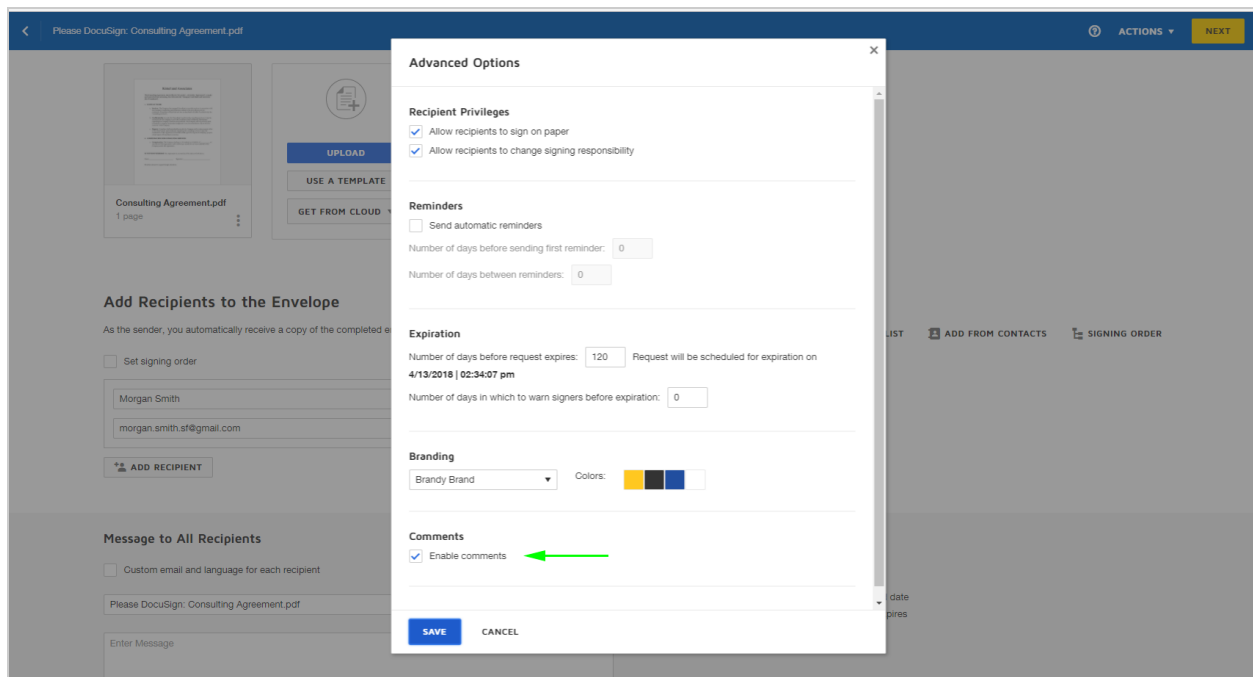 Please DocuSign: Consulting Agreement.pdf
ACTIONS
NEXT
Consulting Agreement.pdf
1 page
UPLOAD
USE A TEMPLATE
GET FROM CLOUD
Add Recipients to the Envelope
As the sender, you automatically receive a copy of the completed
Set signing order
Morgan Smith
morgan.smith.sf@gmail.com
ADD RECIPIENT
LIST
ADD FROM CONTACTS
SIGNING ORDER
Message to All Recipients
Custom email and language for each recipient
Please DocuSign: Consulting Agreement.pdf
Enter Message
date
pires
Advanced Options
Recipient Privileges
Allow recipients to sign on paper
Allow recipients to change signing responsibility
Reminders
Send automatic reminders
Number of days before sending first reminder: 0
Number of days between reminders: 0
Expiration
Number of days before request expires: 120 Request will be scheduled for expiration on
4/13/2018 | 02:34:07 pm
Number of days in which to warn signers before expiration: 0
Branding
Brandy Brand Colors:
Comments
Enable comments
SAVE CANCEL